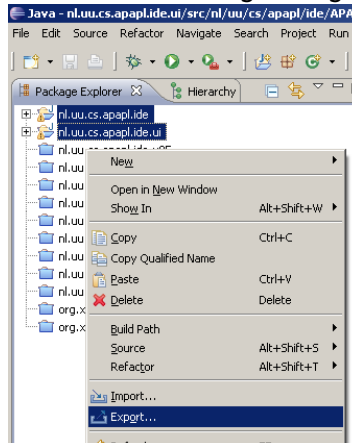 Java - nl.uu.cs.apapl.ide.ui/src/nl/uu/cs/apapl/ide/APA
File Edit Source Refactor Navigate Search Project Run
Package Explorer Hierarchy
nl.uu.cs.apapl.ide
nl.uu.cs.apapl.ide.ui
nl.uu
nl.uu
New
nl.uu
nl.uu
Open in New Window
nl.uu
Show In Alt+Shift+W
nl.uu
Copy Ctrl+C
nl.uu
Copy Qualified Name
nl.uu
Paste Ctrl+V
nl.uu
Delete Delete
org.x
org.x
Build Path
Source Alt+Shift+S
Refactor Alt+Shift+T
Import...
Export...